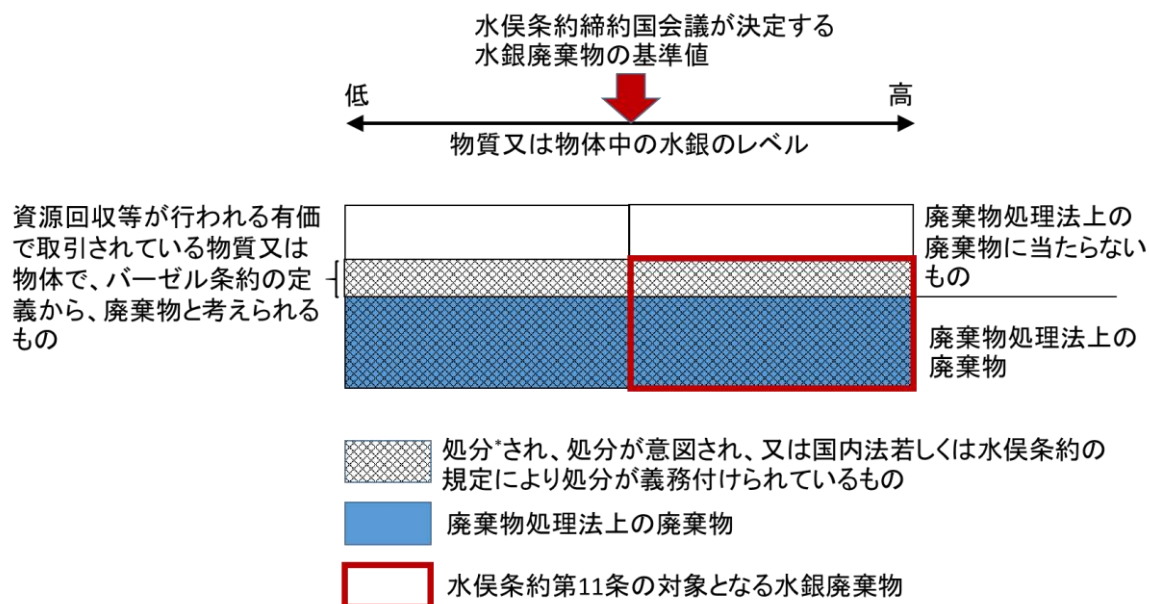 水俣条約締約国会議が決定する
水銀廃棄物の基準値
低
高
物質又は物体中の水銀のレベル
資源回収等が行われる有価
で取引されている物質又は
物体で、バーゼル条約の定
義から、廃棄物と考えられる
もの
廃棄物処理法上の
廃棄物に当たらない
もの
廃棄物処理法上の
廃棄物
処分*され、処分が意図され、又は国内法若しくは水俣条約の
規定により処分が義務付けられているもの
廃棄物処理法上の廃棄物
水俣条約第11条の対象となる水銀廃棄物